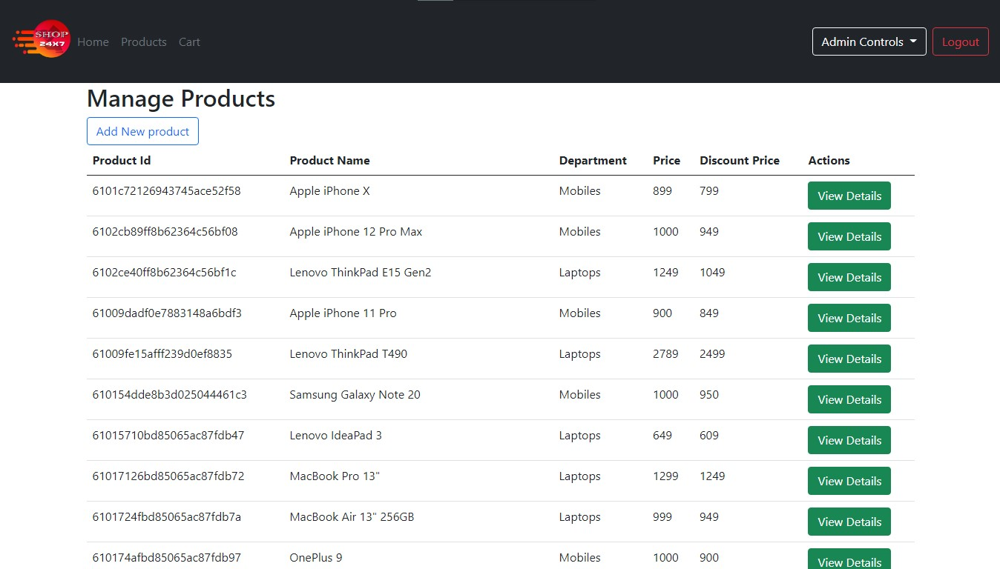 SHOP
24X7
Home Products Cart Admin Controls Logout
Manage Products
Add New product
Product Id Product Name Department Price Discount Price Actions
6101c72126943745ace52f58 Apple iPhone X Mobiles 899 799 View Details
6102cb89ff8b62364c56bf08 Apple iPhone 12 Pro Max Mobiles 1000 949 View Details
6102ce40ff8b62364c56bf1c Lenovo ThinkPad E15 Gen2 Laptops 1249 1049 View Details
61009dadf0e7883148a6bdf3 Apple iPhone 11 Pro Mobiles 900 849 View Details
61009fe15afff239d0ef8835 Lenovo ThinkPad T490 Laptops 2789 2499 View Details
610154dde8b3d025044461c3 Samsung Galaxy Note 20 Mobiles 1000 950 View Details
61015710bd85065ac87fdb47 Lenovo IdeaPad 3 Laptops 649 609 View Details
61017126bd85065ac87fdb72 MacBook Pro 13" Laptops 1299 1249 View Details
6101724fbd85065ac87fdb7a MacBook Air 13" 256GB Laptops 999 949 View Details
610174afbd85065ac87fdb97 OnePlus 9 Mobiles 1000 900 View Details